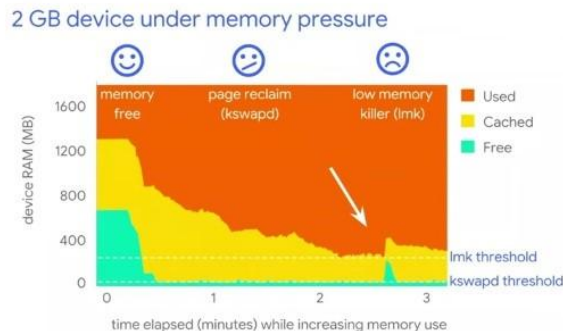 2 GB device under memory pressure
memory
free
page reclaim
(kswapd)
low memory
killer (lmk)
Used
Cached
Free
device RAM (MB)
1600
1200
800
400
0
lmk threshold
kswapd threshold
0
1
2
3
time elapsed (minutes) while increasing memory use